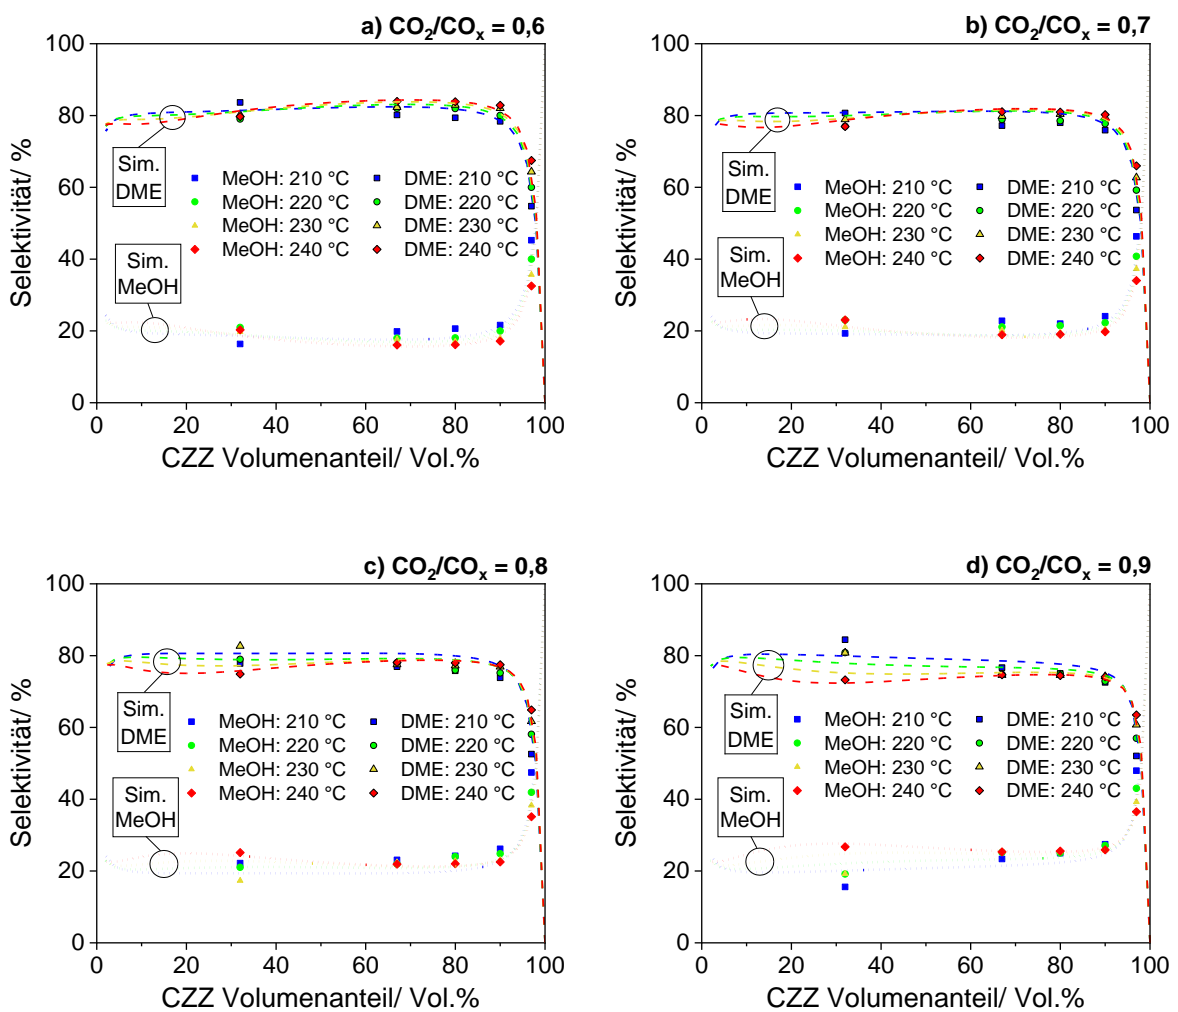 a) CO₂/COₓ = 0,6
100
80
60
40
20
0
Selektivität/ %
Sim.
DME
Sim.
MeOH
MeOH: 210 °C DME: 210 °C
MeOH: 220 °C DME: 220 °C
MeOH: 230 °C DME: 230 °C
MeOH: 240 °C DME: 240 °C
0 20 40 60 80 100
CZZ Volumenanteil/ Vol.%
b) CO₂/COₓ = 0,7
100
80
60
40
20
0
Selektivität/ %
Sim.
DME
Sim.
MeOH
MeOH: 210 °C DME: 210 °C
MeOH: 220 °C DME: 220 °C
MeOH: 230 °C DME: 230 °C
MeOH: 240 °C DME: 240 °C
0 20 40 60 80 100
CZZ Volumenanteil/ Vol.%
c) CO₂/COₓ = 0,8
100
80
60
40
20
0
Selektivität/ %
Sim.
DME
Sim.
MeOH
MeOH: 210 °C DME: 210 °C
MeOH: 220 °C DME: 220 °C
MeOH: 230 °C DME: 230 °C
MeOH: 240 °C DME: 240 °C
0 20 40 60 80 100
CZZ Volumenanteil/ Vol.%
d) CO₂/COₓ = 0,9
100
80
60
40
20
0
Selektivität/ %
Sim.
DME
Sim.
MeOH
MeOH: 210 °C DME: 210 °C
MeOH: 220 °C DME: 220 °C
MeOH: 230 °C DME: 230 °C
MeOH: 240 °C DME: 240 °C
0 20 40 60 80 100
CZZ Volumenanteil/ Vol.%